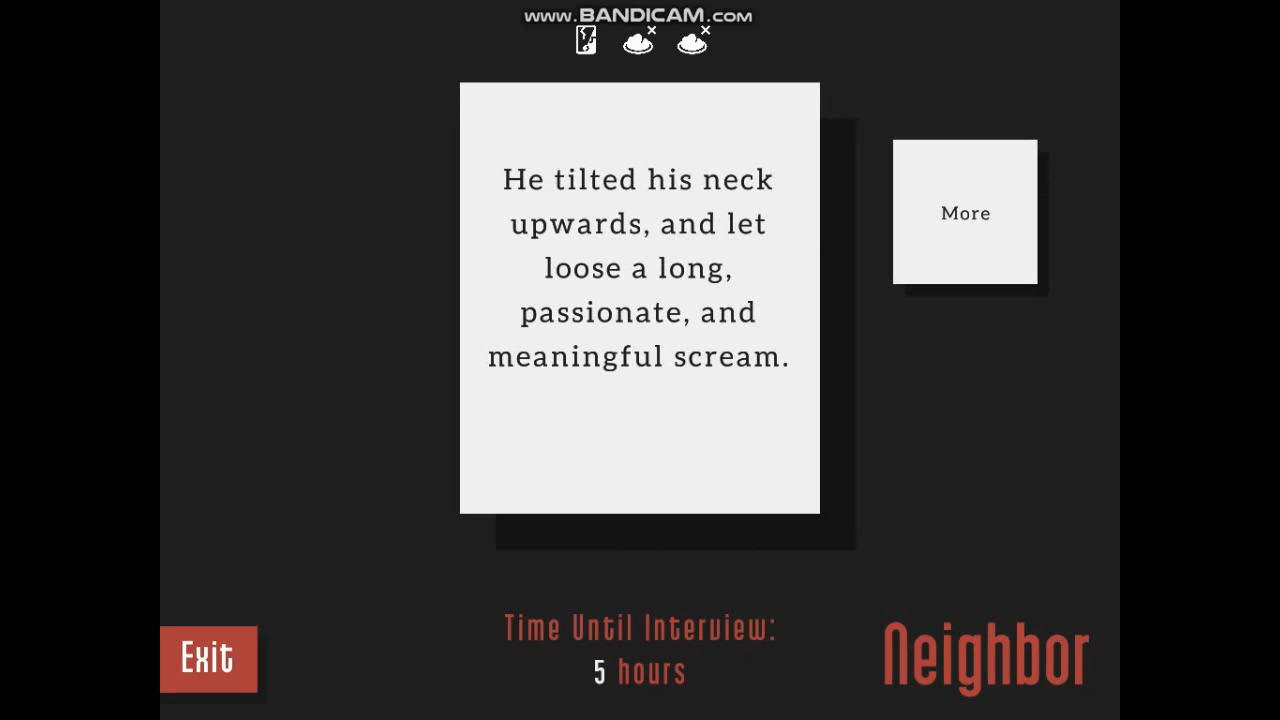 www.BANDICAM.com
He tilted his neck
upwards, and let
loose a long,
passionate, and
meaningful scream.
More
Time Until Interview:
5 hours
Exit
Neighbor